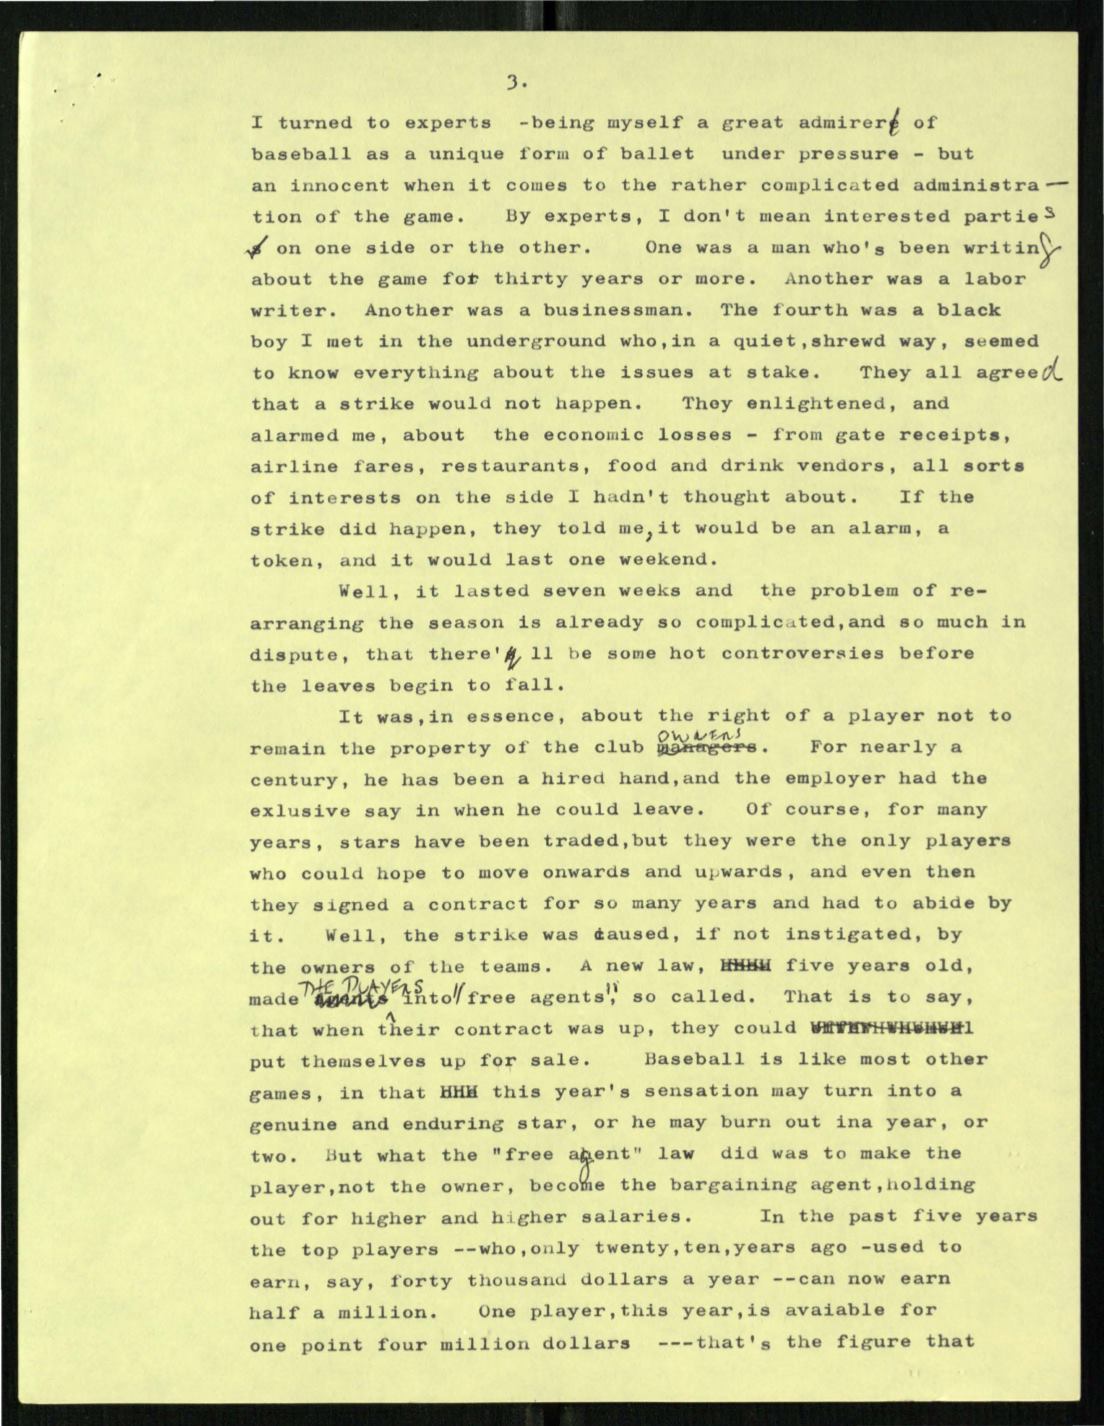 3.
I turned to experts -being myself a great admirer of
baseball as a unique form of ballet under pressure - but
an innocent when it comes to the rather complicated administra—
tion of the game. By experts, I don't mean interested parties
on one side or the other. One was a man who's been writing
about the game for thirty years or more. Another was a labor
writer. Another was a businessman. The fourth was a black
boy I met in the underground who,in a quiet,shrewd way, seemed
to know everything about the issues at stake. They all agreed
that a strike would not happen. They enlightened, and
alarmed me, about the economic losses - from gate receipts,
airline fares, restaurants, food and drink vendors, all sorts
of interests on the side I hadn't thought about. If the
strike did happen, they told me,it would be an alarm, a
token, and it would last one weekend.
Well, it lasted seven weeks and the problem of re-
arranging the season is already so complicated,and so much in
dispute, that there' ll be some hot controversies before
the leaves begin to fall.
It was,in essence, about the right of a player not to
OWNERS
remain the property of the club managers. For nearly a
century, he has been a hired hand,and the employer had the
exlusive say in when he could leave. Of course, for many
years, stars have been traded,but they were the only players
who could hope to move onwards and upwards, and even then
they signed a contract for so many years and had to abide by
it. Well, the strike was caused, if not instigated, by
the owners of the teams. A new law, five years old,
THE PLAYERS
made into "free agents", so called. That is to say,
that when their contract was up, they could
put themselves up for sale. Baseball is like most other
games, in that this year's sensation may turn into a
genuine and enduring star, or he may burn out ina year, or
two. But what the "free agent" law did was to make the
player,not the owner, become the bargaining agent,holding
out for higher and higher salaries. In the past five years
the top players --who,only twenty,ten,years ago -used to
earn, say, forty thousand dollars a year --can now earn
half a million. One player,this year,is avaiable for
one point four million dollars ---that's the figure that